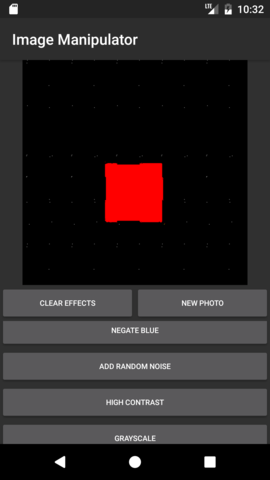 LTE 10:32
Image Manipulator
CLEAR EFFECTS NEW PHOTO
NEGATE BLUE
ADD RANDOM NOISE
HIGH CONTRAST
GRAYSCALE